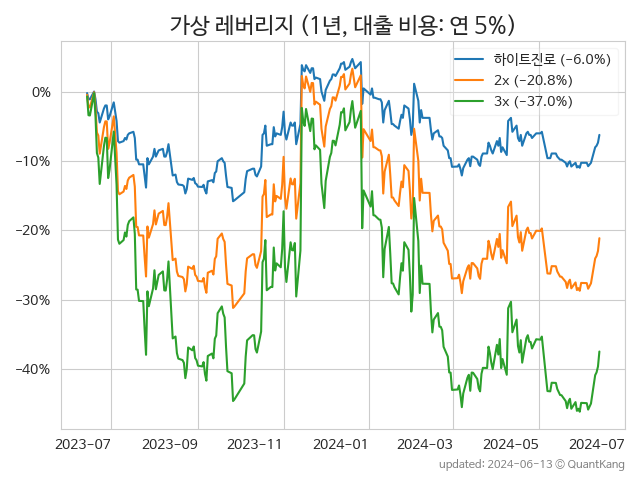 가상 레버리지 (1년, 대출 비용: 연 5%)
하이트진로 (−6.0%)
2x (−20.8%)
3x (−37.0%)
0%
−10%
−20%
−30%
−40%
2023-07 2023-09 2023-11 2024-01 2024-03 2024-05 2024-07
updated: 2024-06-13 © QuantKang